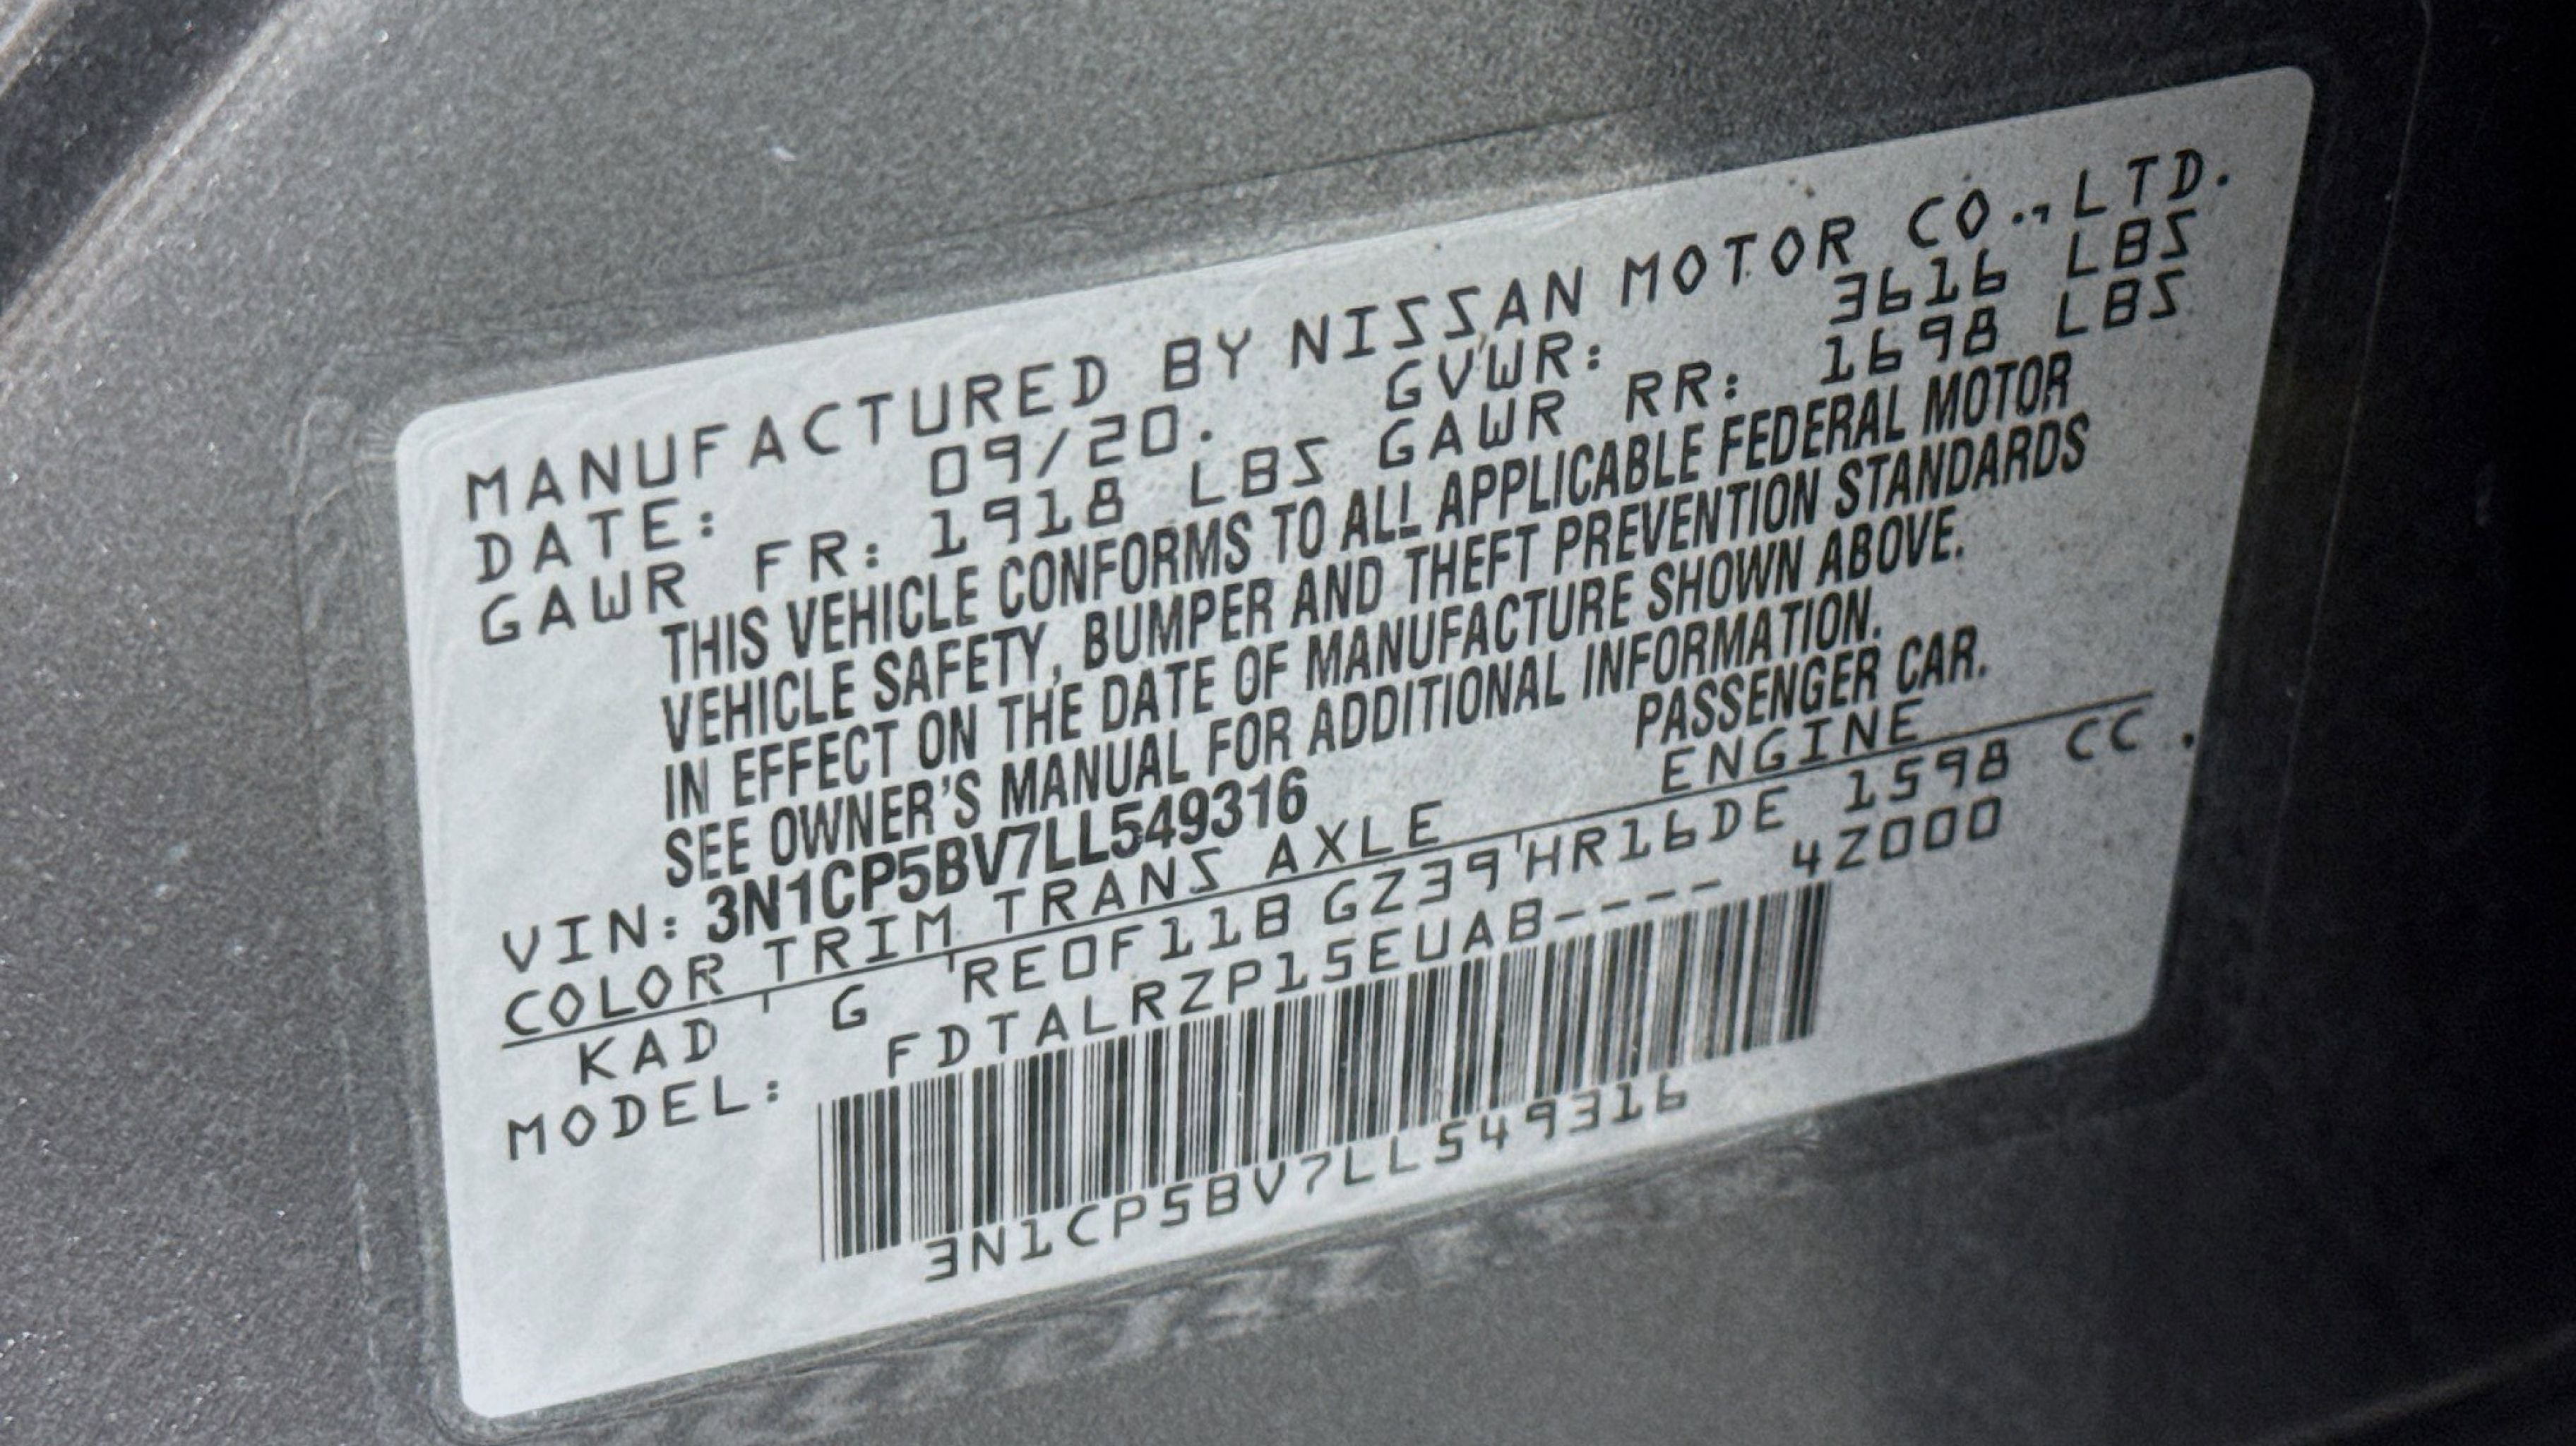 MANUFACTURED BY NISSAN MOTOR CO.,LTD.
DATE: 09/20. GVWR: 3616 LBS
GAWR FR: 1918 LBS GAWR RR: 1698 LBS
THIS VEHICLE CONFORMS TO ALL APPLICABLE FEDERAL MOTOR
VEHICLE SAFETY, BUMPER AND THEFT PREVENTION STANDARDS
IN EFFECT ON THE DATE OF MANUFACTURE SHOWN ABOVE.
SEE OWNER'S MANUAL FOR ADDITIONAL INFORMATION.
VIN: 3N1CP5BV7LL549316 PASSENGER CAR.
COLOR TRIM TRANS AXLE ENGINE
KAD ' G 'RE0F11B GZ39'HR16DE 1598 CC.
MODEL: FDTALRZP15EUAB---- 4Z000
3N1CP5BV7LL549316